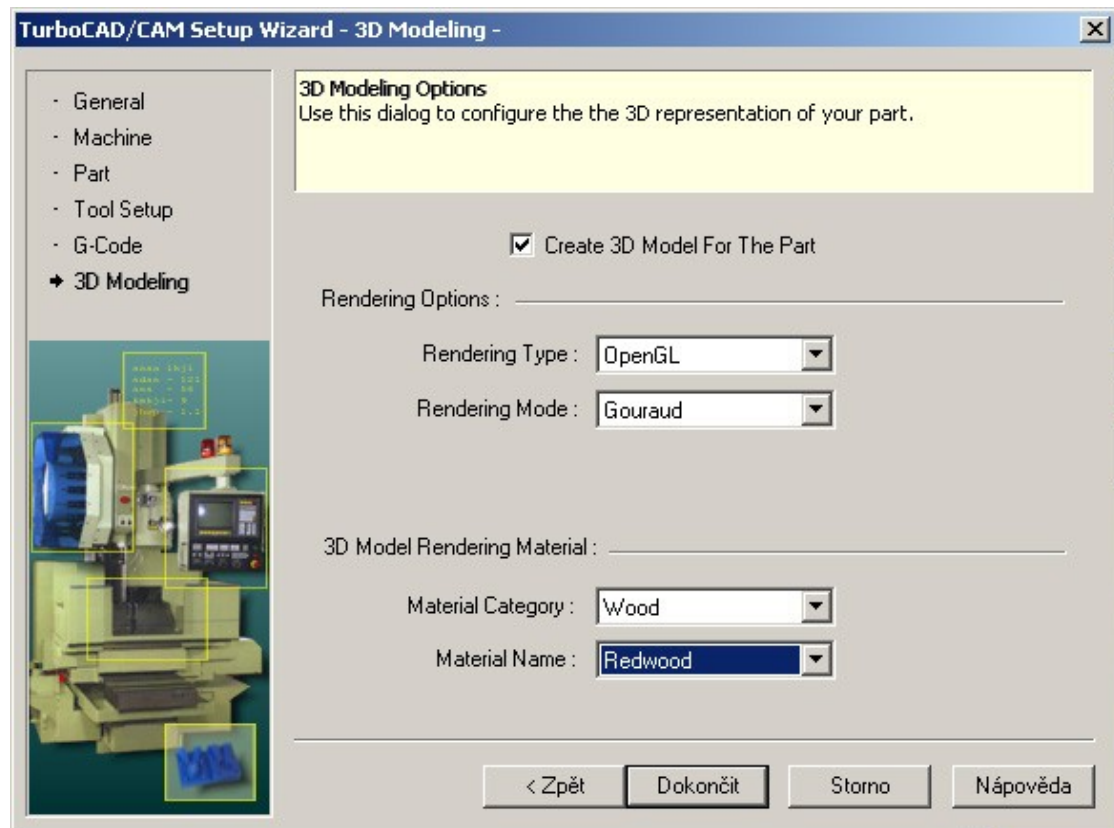 TurboCAD/CAM Setup Wizard - 3D Modeling -
General
Machine
Part
Tool Setup
G-Code
3D Modeling
3D Modeling Options
Use this dialog to configure the the 3D representation of your part.
Create 3D Model For The Part
Rendering Options :
Rendering Type : OpenGL
Rendering Mode : Gouraud
3D Model Rendering Material :
Material Category : Wood
Material Name : Redwood
< Zpět Dokončit Storno Nápověda